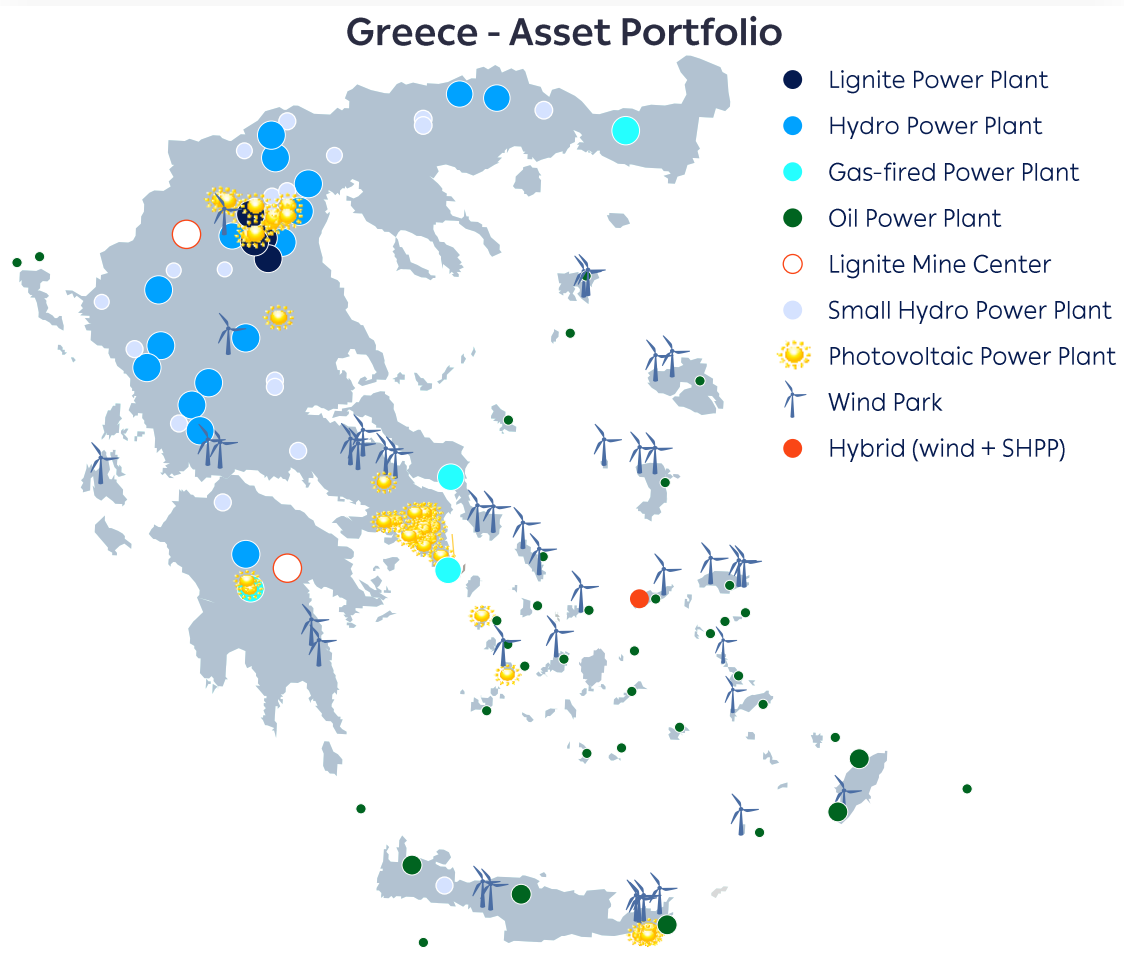 Greece - Asset Portfolio
Lignite Power Plant
Hydro Power Plant
Gas-fired Power Plant
Oil Power Plant
Lignite Mine Center
Small Hydro Power Plant
Photovoltaic Power Plant
Wind Park
Hybrid (wind + SHPP)